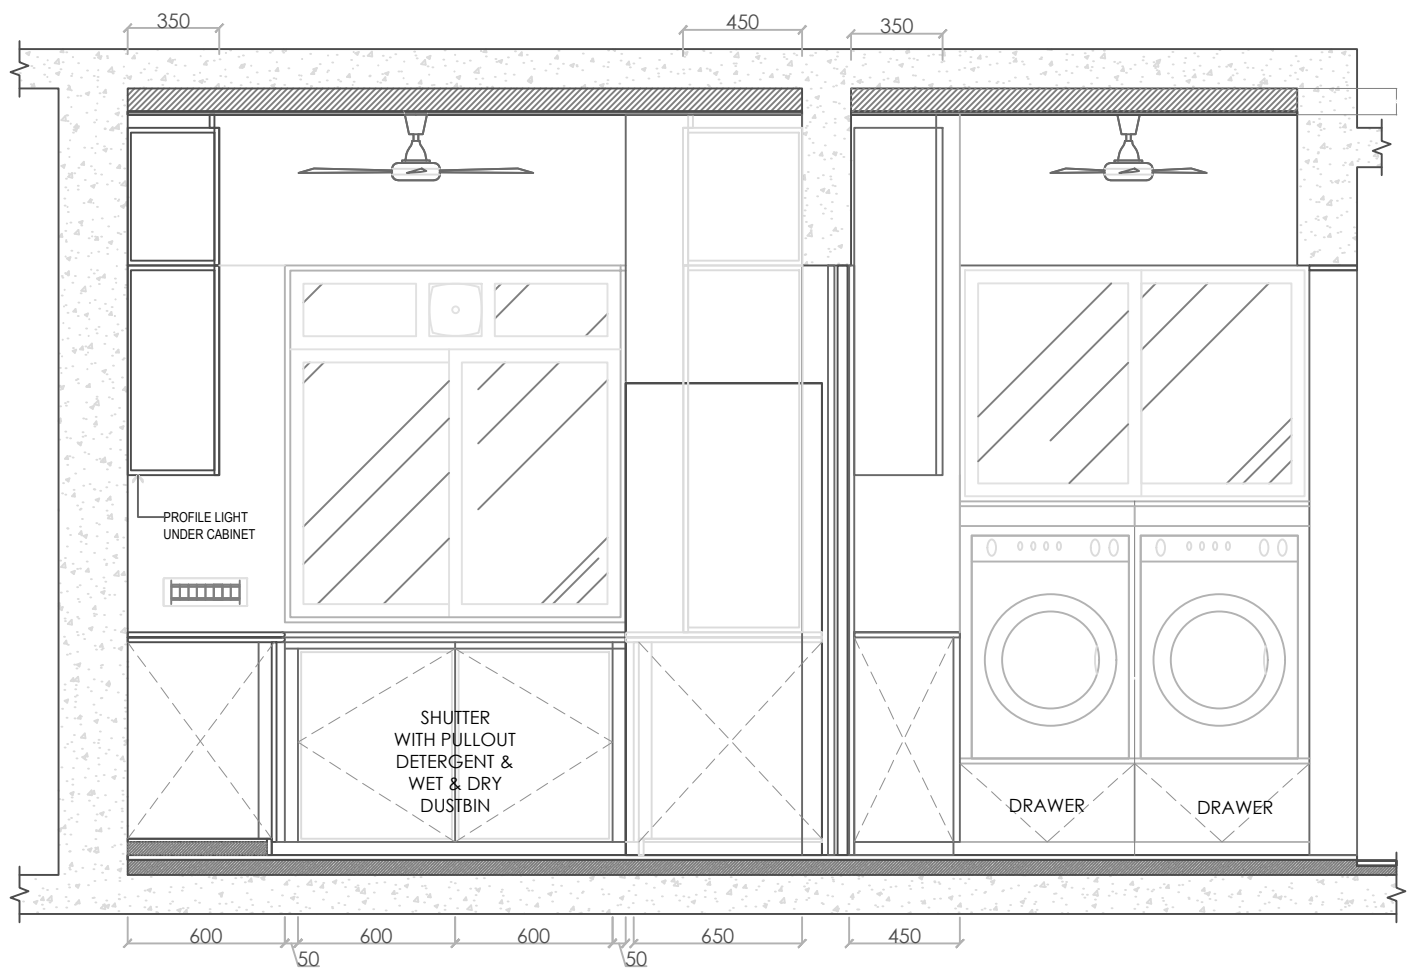 350
450
350
PROFILE LIGHT
UNDER CABINET
SHUTTER
WITH PULLOUT
DETERGENT &
WET & DRY
DUSTBIN
DRAWER
DRAWER
600
50
600
600
50
650
450